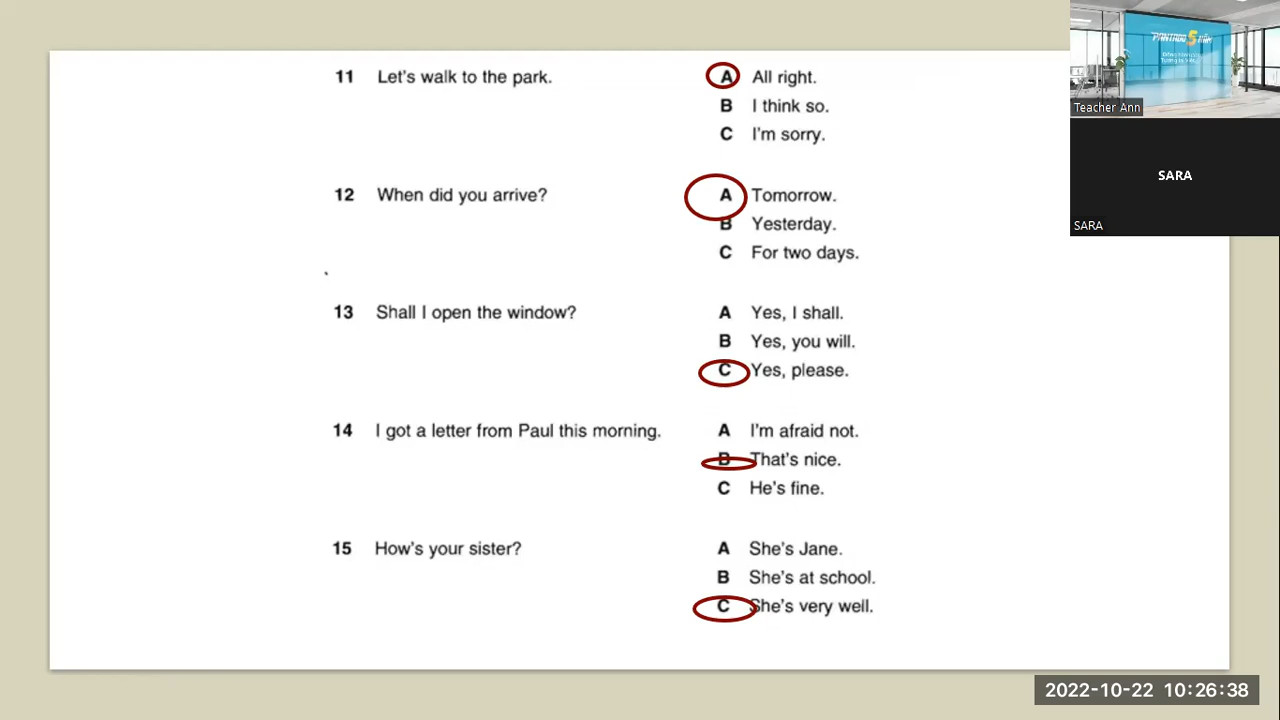 11 Let's walk to the park.
A All right.
B I think so.
C I'm sorry.
12 When did you arrive?
A Tomorrow.
B Yesterday.
C For two days.
13 Shall I open the window?
A Yes, I shall.
B Yes, you will.
C Yes, please.
14 I got a letter from Paul this morning.
A I'm afraid not.
B That's nice.
C He's fine.
15 How's your sister?
A She's Jane.
B She's at school.
C She's very well.
Teacher Ann
SARA
SARA
2022-10-22 10:26:38